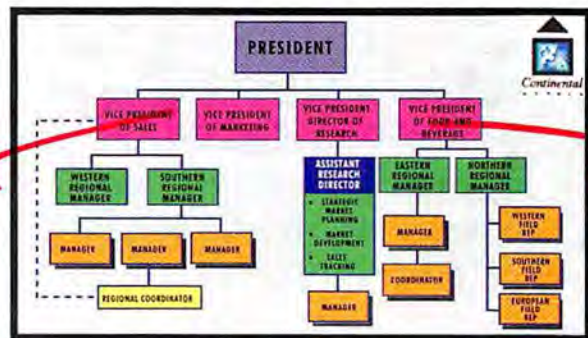 PRESIDENT
Continental
VICE PRESIDENT
OF SALES
VICE PRESIDENT
OF MARKETING
VICE PRESIDENT
DIRECTOR OF
RESEARCH
VICE PRESIDENT
OF FOOD AND
BEVERAGE
WESTERN
REGIONAL
MANAGER
SOUTHERN
REGIONAL
MANAGER
ASSISTANT
RESEARCH
DIRECTOR
• STRATEGIC
MARKET
PLANNING
• MARKET
DEVELOPMENT
• SALES
TRACKING
EASTERN
REGIONAL
MANAGER
NORTHERN
REGIONAL
MANAGER
MANAGER
MANAGER
MANAGER
REGIONAL COORDINATOR
MANAGER
MANAGER
COORDINATOR
WESTERN
FIELD
REP
SOUTHERN
FIELD
REP
EUROPEAN
FIELD
REP